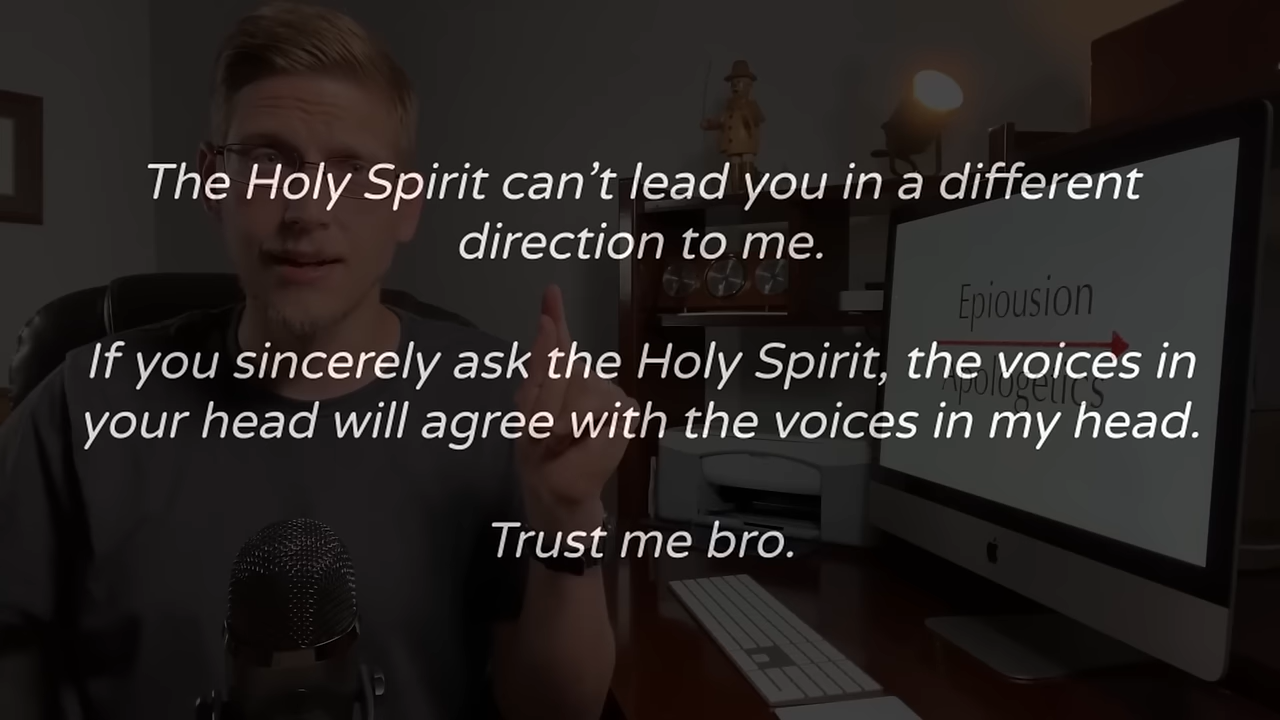 The Holy Spirit can't lead you in a different
direction to me.
If you sincerely ask the Holy Spirit, the voices in
your head will agree with the voices in my head.
Trust me bro.
Epiousion
Apologetics